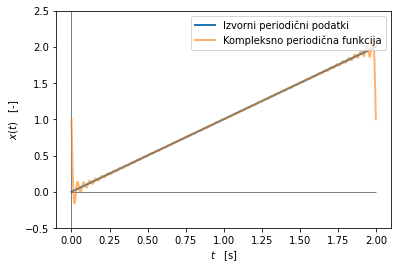 2.5
2.0
1.5
1.0
0.5
0.0
−0.5
x(t) [-]
Izvorni periodični podatki
Kompleksno periodična funkcija
0.00 0.25 0.50 0.75 1.00 1.25 1.50 1.75 2.00
t [s]